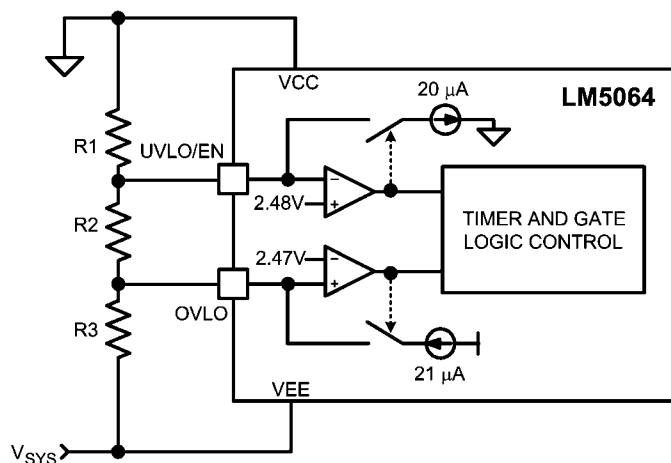 VCC
20 μA
LM5064
R1
UVLO/EN
−
2.48V
+
R2
TIMER AND GATE
LOGIC CONTROL
2.47V
−
+
OVLO
R3
21 μA
VEE
VSYS